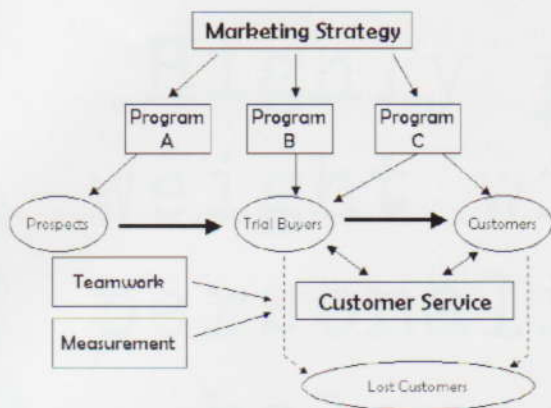 Marketing Strategy
Program
A
Program
B
Program
C
Prospects
Trial Buyers
Customers
Teamwork
Customer Service
Measurement
Lost Customers